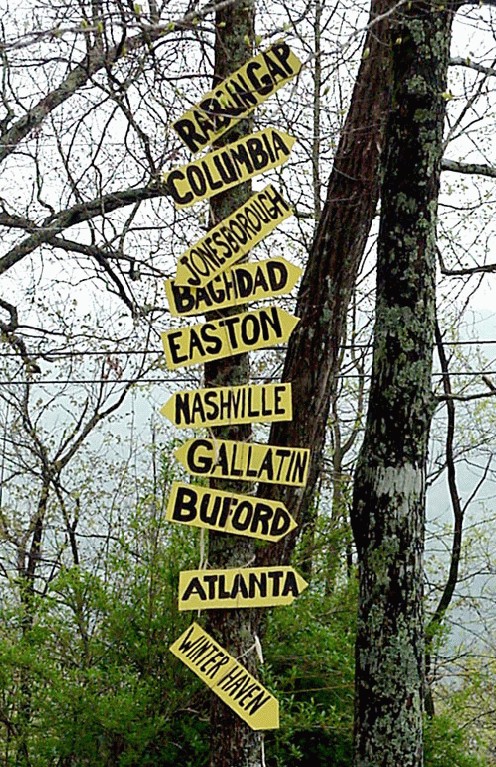 RABUN GAP
COLUMBIA
JONESBOROUGH
BAGHDAD
EASTON
NASHVILLE
GALLATIN
BUFORD
ATLANTA
WINTER HAVEN